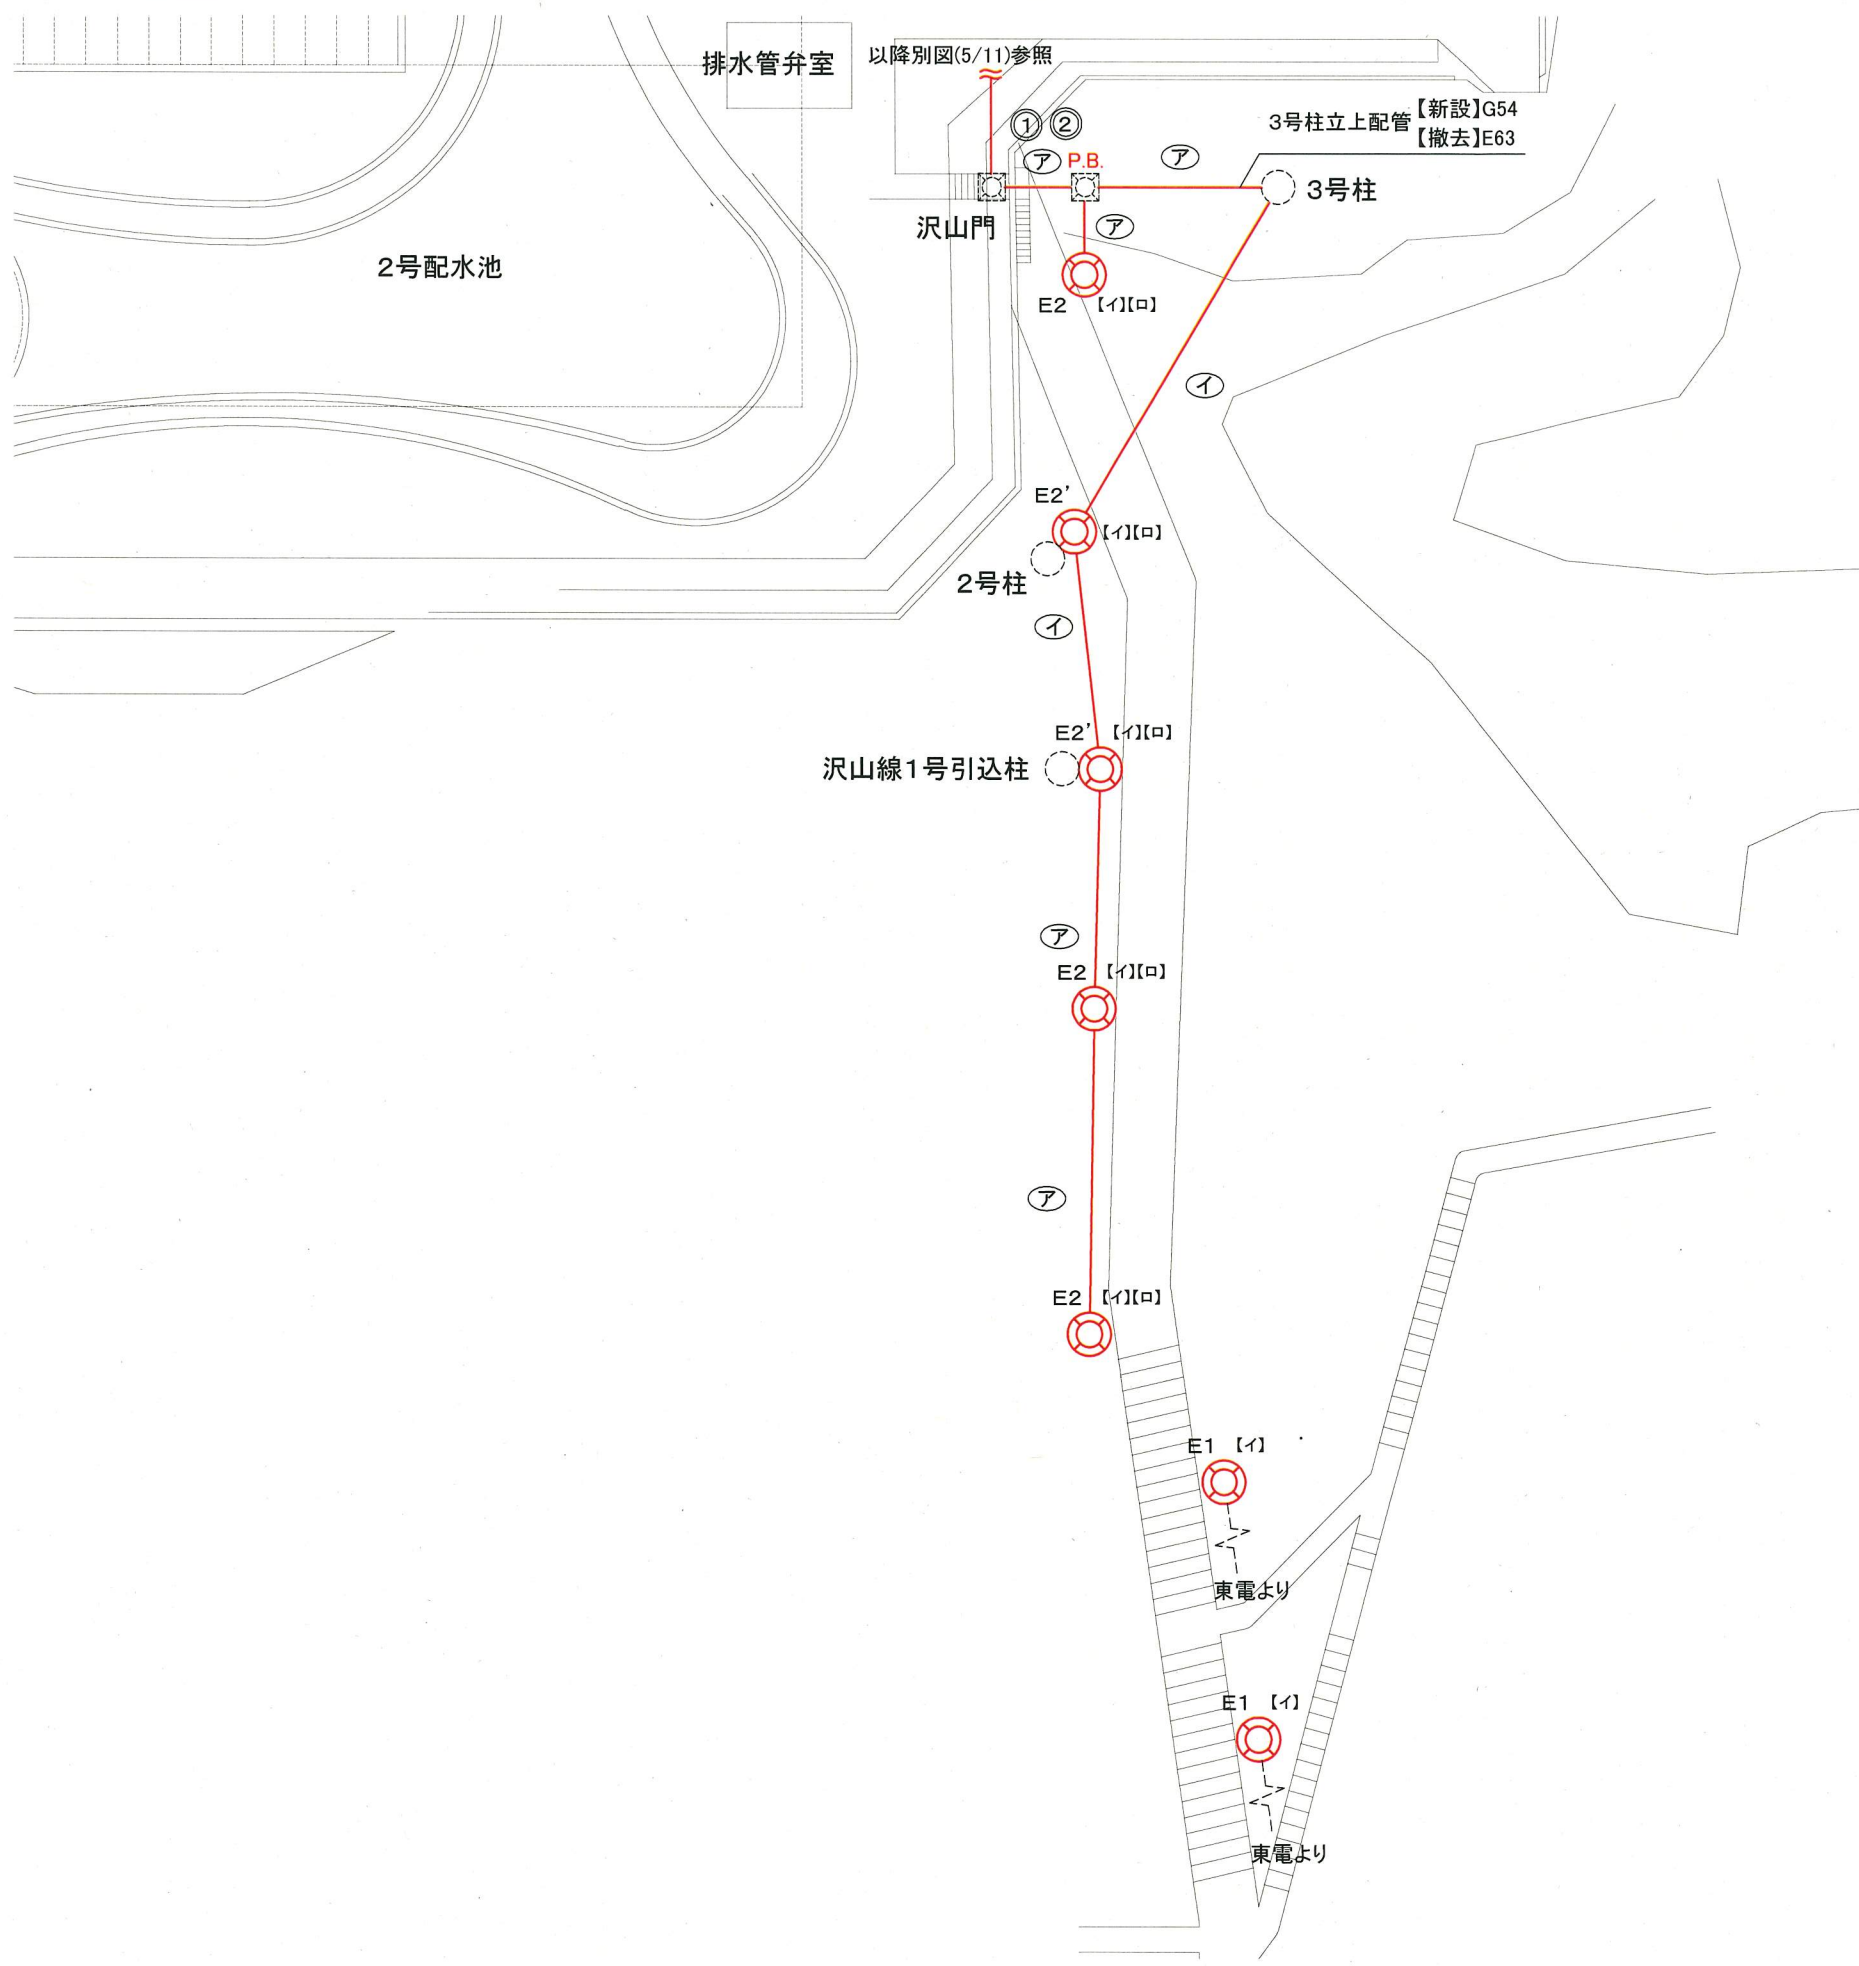 排水管弁室
以降別図(5/11)参照
① ②
3号柱立上配管【新設】G54
【撤去】E63
ア P.B. ア
3号柱
沢山門
ア
2号配水池
E2 【イ】【ロ】
イ
E2'
【イ】【ロ】
2号柱
イ
E2' 【イ】【ロ】
沢山線1号引込柱
ア
E2 【イ】【ロ】
ア
E2 【イ】【ロ】
E1 【イ】
東電より
E1 【イ】
東電より